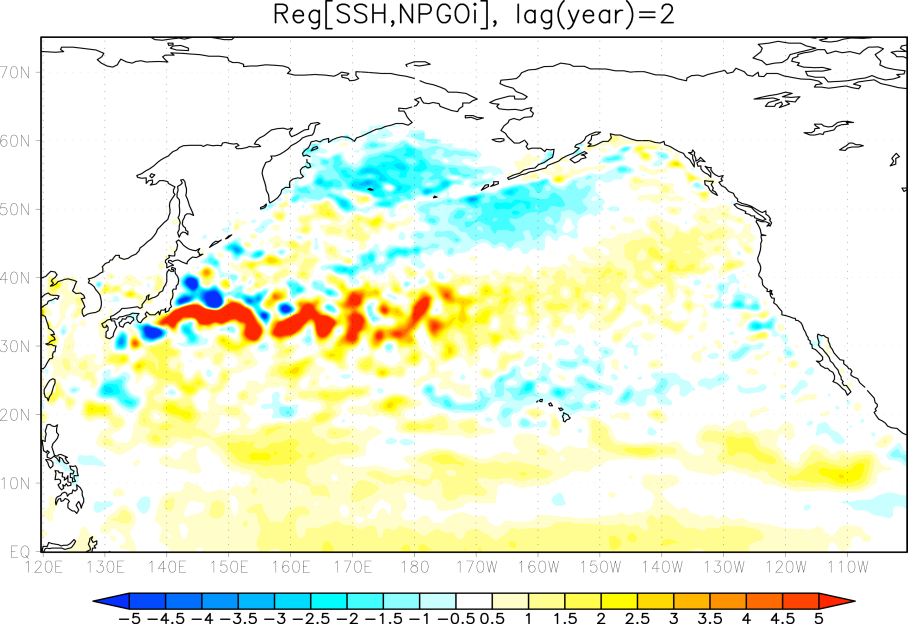 Reg[SSH,NPGOi], lag(year)=2
70N
60N
50N
40N
30N
20N
10N
EQ
120E 130E 140E 150E 160E 170E 180 170W 160W 150W 140W 130W 120W 110W
-5 -4.5 -4 -3.5 -3 -2.5 -2 -1.5 -1 -0.5 0.5 1 1.5 2 2.5 3 3.5 4 4.5 5